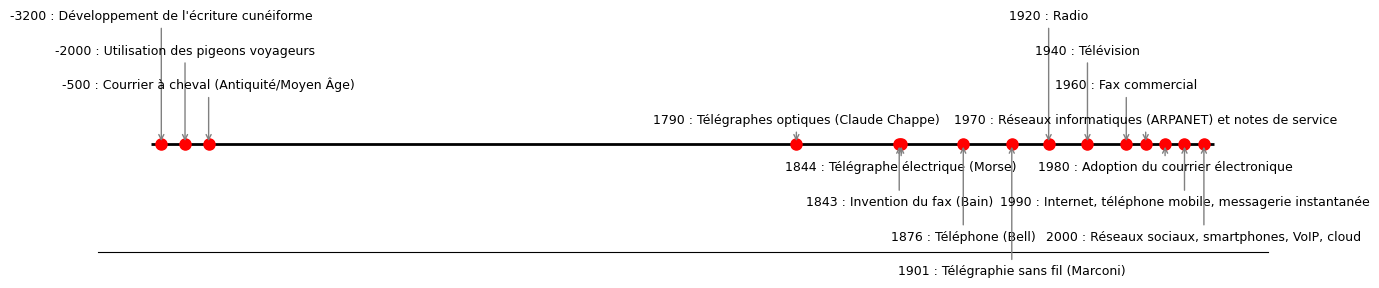 -3200 : Développement de l'écriture cunéiforme
1920 : Radio
-2000 : Utilisation des pigeons voyageurs
1940 : Télévision
-500 : Courrier à cheval (Antiquité/Moyen Âge)
1960 : Fax commercial
1790 : Télégraphes optiques (Claude Chappe)
1970 : Réseaux informatiques (ARPANET) et notes de service
1844 : Télégraphe électrique (Morse)
1980 : Adoption du courrier électronique
1843 : Invention du fax (Bain)
1990 : Internet, téléphone mobile, messagerie instantanée
1876 : Téléphone (Bell)
2000 : Réseaux sociaux, smartphones, VoIP, cloud
1901 : Télégraphie sans fil (Marconi)